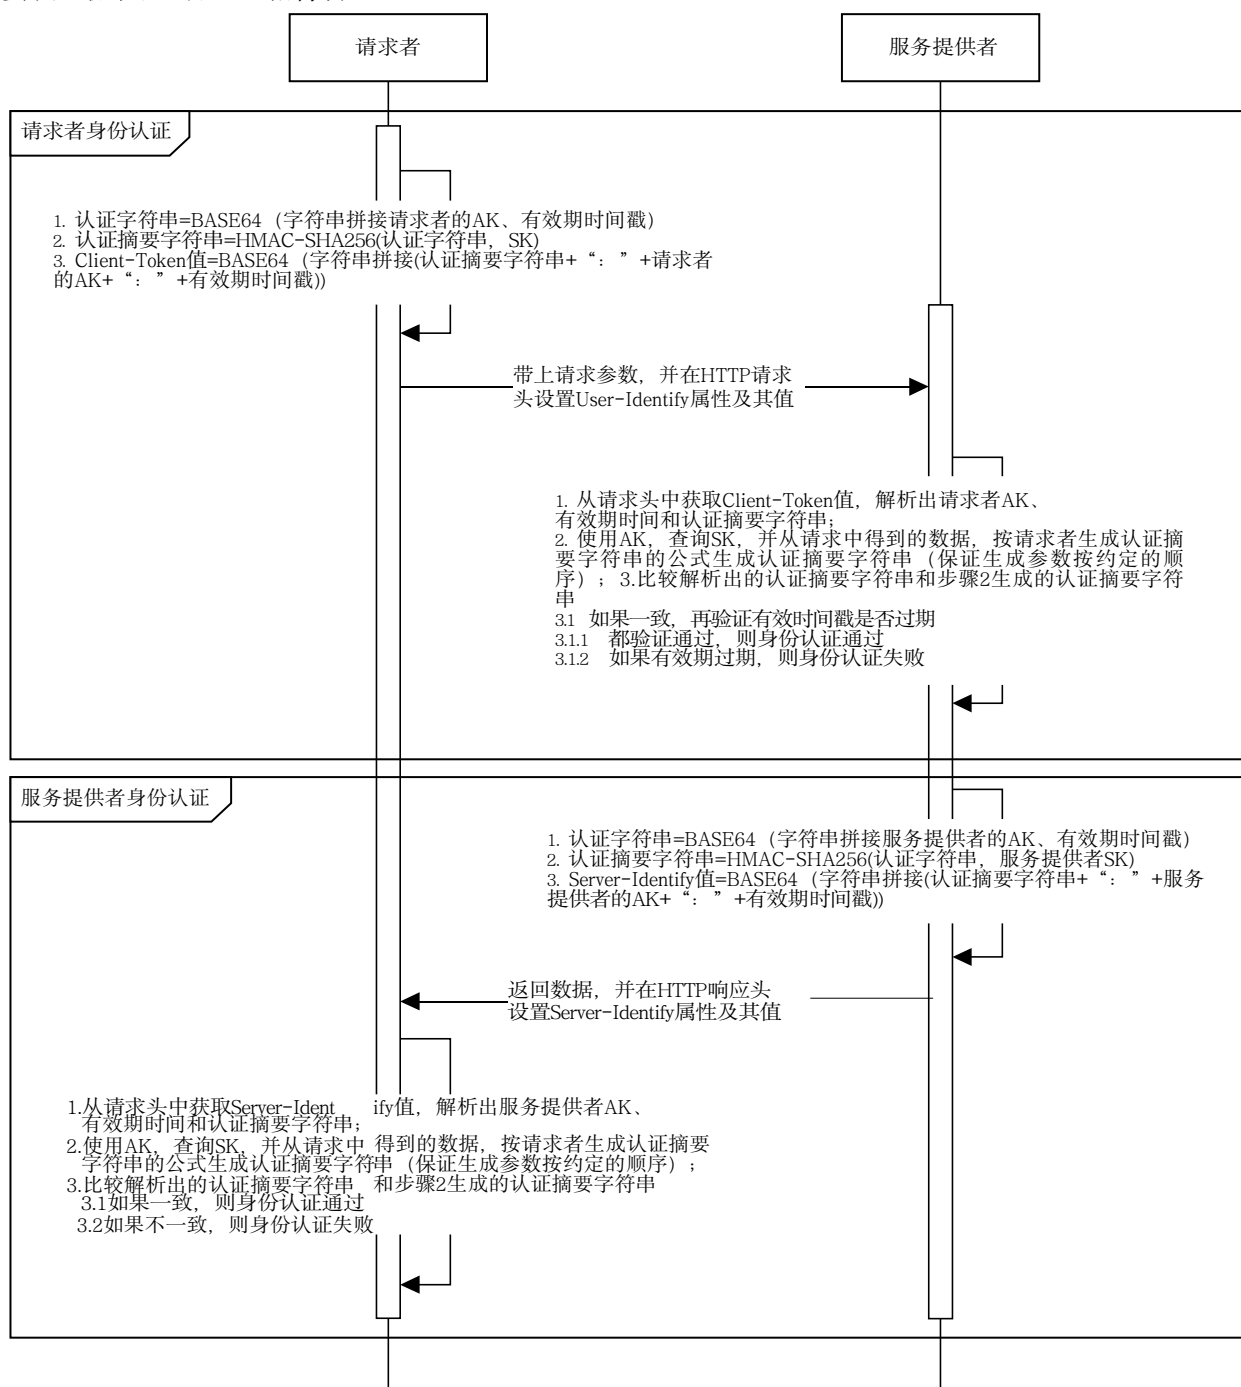 请求者
服务提供者
请求者身份认证
1. 认证字符串=BASE64（字符串拼接请求者的AK、有效期时间戳）
2. 认证摘要字符串=HMAC-SHA256(认证字符串，SK)
3. Client-Token值=BASE64（字符串拼接(认证摘要字符串+“：”+请求者
的AK+“：”+有效期时间戳))
带上请求参数，并在HTTP请求
头设置User-Identify属性及其值
1. 从请求头中获取Client-Token值，解析出请求者AK、
有效期时间和认证摘要字符串；
2. 使用AK，查询SK，并从请求中得到的数据，按请求者生成认证摘
要字符串的公式生成认证摘要字符串（保证生成参数按约定的顺
序）；3.比较解析出的认证摘要字符串和步骤2生成的认证摘要字符
串
3.1 如果一致，再验证有效时间戳是否过期
3.1.1 都验证通过，则身份认证通过
3.1.2 如果有效期过期，则身份认证失败
服务提供者身份认证
1. 认证字符串=BASE64（字符串拼接服务提供者的AK、有效期时间戳）
2. 认证摘要字符串=HMAC-SHA256(认证字符串，服务提供者SK)
3. Server-Identify值=BASE64（字符串拼接(认证摘要字符串+“：”+服务
提供者的AK+“：”+有效期时间戳))
返回数据，并在HTTP响应头
设置Server-Identify属性及其值
1.从请求头中获取Server-Identify值，解析出服务提供者AK、
有效期时间和认证摘要字符串；
2.使用AK，查询SK，并从请求中得到的数据，按请求者生成认证摘要
字符串的公式生成认证摘要字符串（保证生成参数按约定的顺序）；
3.比较解析出的认证摘要字符串 和步骤2生成的认证摘要字符串
3.1如果一致，则身份认证通过
3.2如果不一致，则身份认证失败